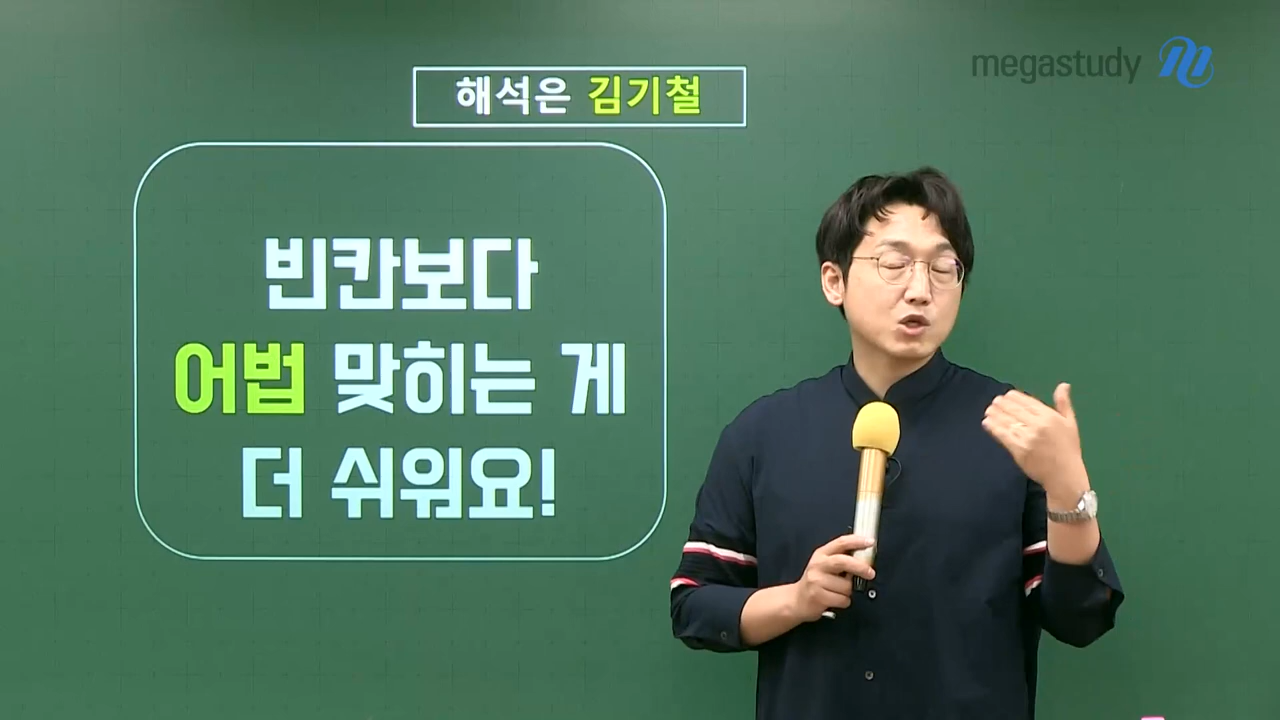 해석은 김기철
megastudy
빈칸보다
어법 맞히는 게
더 쉬워요!